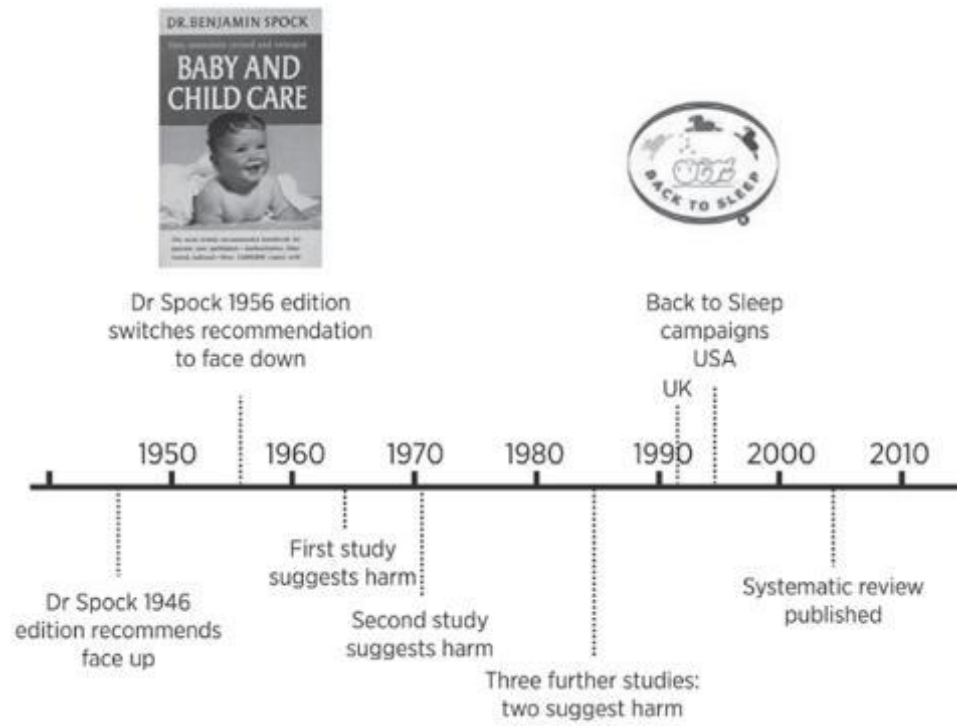 DR. BENJAMIN SPOCK
BABY AND
CHILD CARE
BACK TO SLEEP
Dr Spock 1956 edition
switches recommendation
to face down
Back to Sleep
campaigns
USA
UK
1950
1960
1970
1980
1990
2000
2010
Dr Spock 1946
edition recommends
face up
First study
suggests harm
Second study
suggests harm
Three further studies:
two suggest harm
Systematic review
published